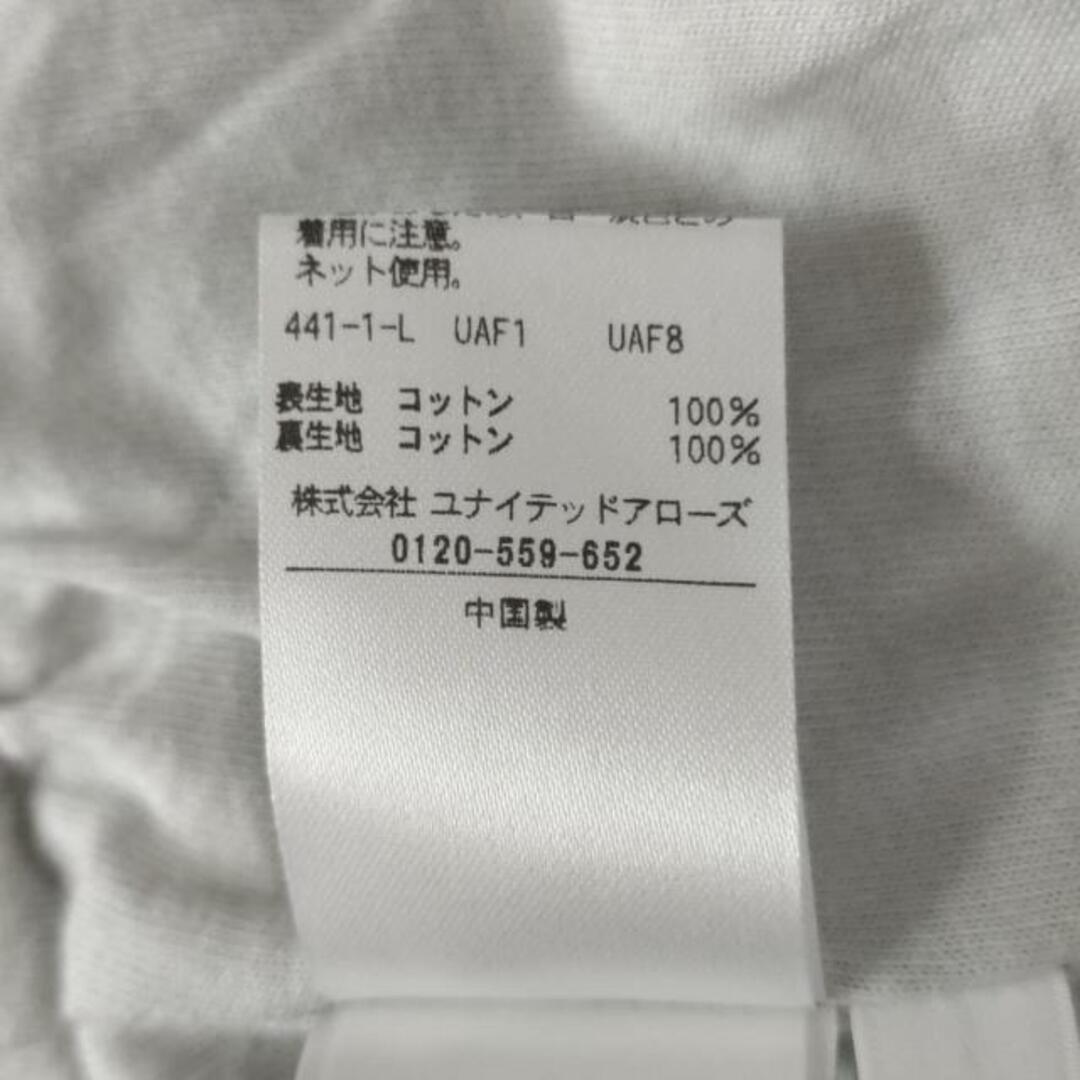 着用に注意。
ネット使用。
441-1-L UAF1 UAF8
表生地 コットン 100%
裏生地 コットン 100%
株式会社 ユナイテッドアローズ
0120-559-652
中国製